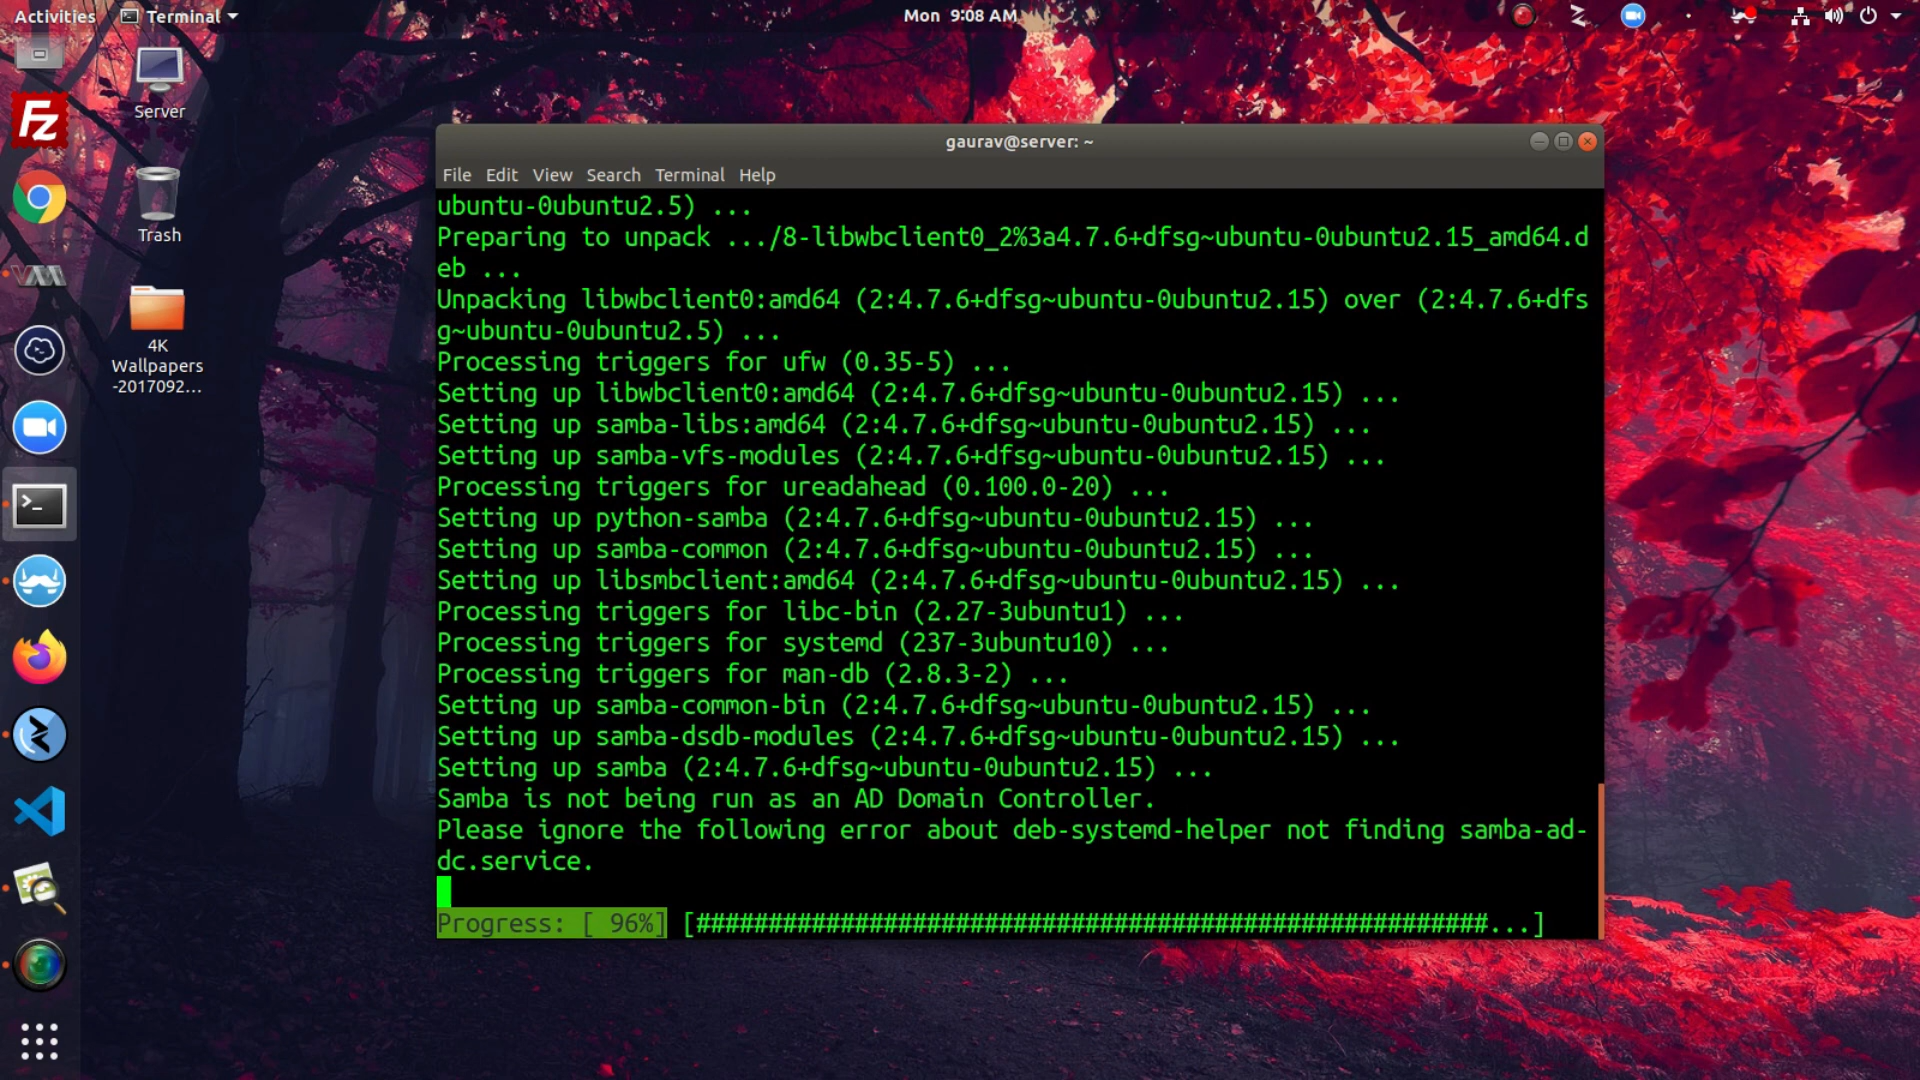 Activities
Terminal
Mon 9:08 AM
Server
Trash
4K
Wallpapers
-2017092...
gaurav@server: ~
File Edit View Search Terminal Help
ubuntu-0ubuntu2.5) ...
Preparing to unpack .../8-libwbclient0_2%3a4.7.6+dfsg~ubuntu-0ubuntu2.15_amd64.d
eb ...
Unpacking libwbclient0:amd64 (2:4.7.6+dfsg~ubuntu-0ubuntu2.15) over (2:4.7.6+dfs
g~ubuntu-0ubuntu2.5) ...
Processing triggers for ufw (0.35-5) ...
Setting up libwbclient0:amd64 (2:4.7.6+dfsg~ubuntu-0ubuntu2.15) ...
Setting up samba-libs:amd64 (2:4.7.6+dfsg~ubuntu-0ubuntu2.15) ...
Setting up samba-vfs-modules (2:4.7.6+dfsg~ubuntu-0ubuntu2.15) ...
Processing triggers for ureadahead (0.100.0-20) ...
Setting up python-samba (2:4.7.6+dfsg~ubuntu-0ubuntu2.15) ...
Setting up samba-common (2:4.7.6+dfsg~ubuntu-0ubuntu2.15) ...
Setting up libsmbclient:amd64 (2:4.7.6+dfsg~ubuntu-0ubuntu2.15) ...
Processing triggers for libc-bin (2.27-3ubuntu1) ...
Processing triggers for systemd (237-3ubuntu10) ...
Processing triggers for man-db (2.8.3-2) ...
Setting up samba-common-bin (2:4.7.6+dfsg~ubuntu-0ubuntu2.15) ...
Setting up samba-dsdb-modules (2:4.7.6+dfsg~ubuntu-0ubuntu2.15) ...
Setting up samba (2:4.7.6+dfsg~ubuntu-0ubuntu2.15) ...
Samba is not being run as an AD Domain Controller.
Please ignore the following error about deb-systemd-helper not finding samba-ad-
dc.service.
Progress: [ 96%] [#######################################################...]